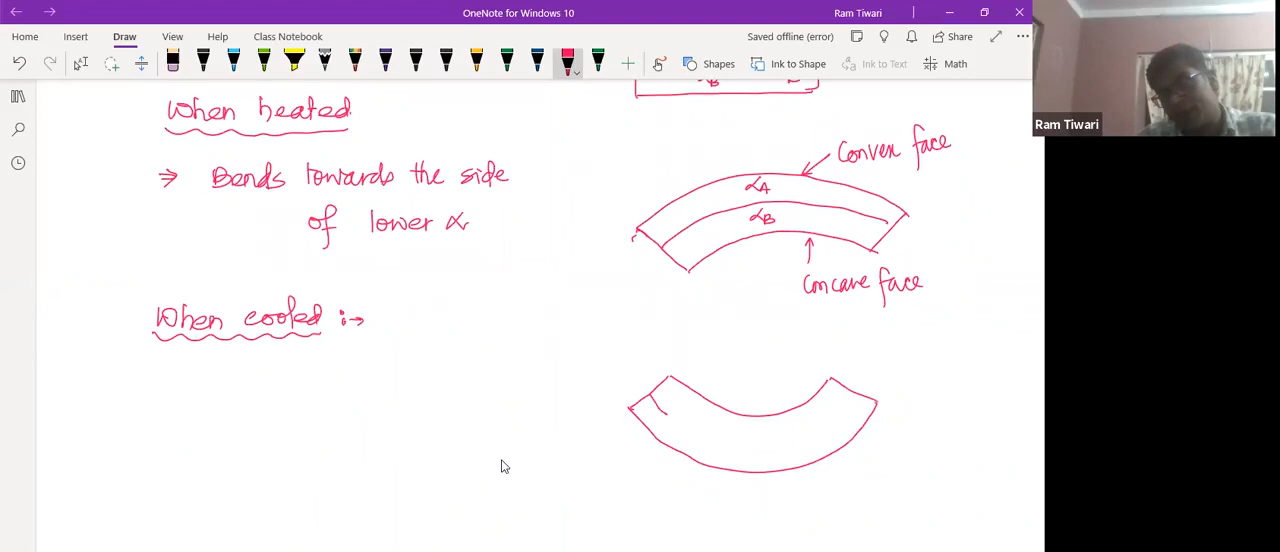 OneNote for Windows 10
Ram Tiwari
Home Insert Draw View Help Class Notebook
Saved offline (error)
Share
Shapes
Ink to Shape
Ink to Text
Math
αB
When heated
⇒ Bends towards the side
of lower α
Convex face
αA
αB
Concave face
When cooled :→
Ram Tiwari